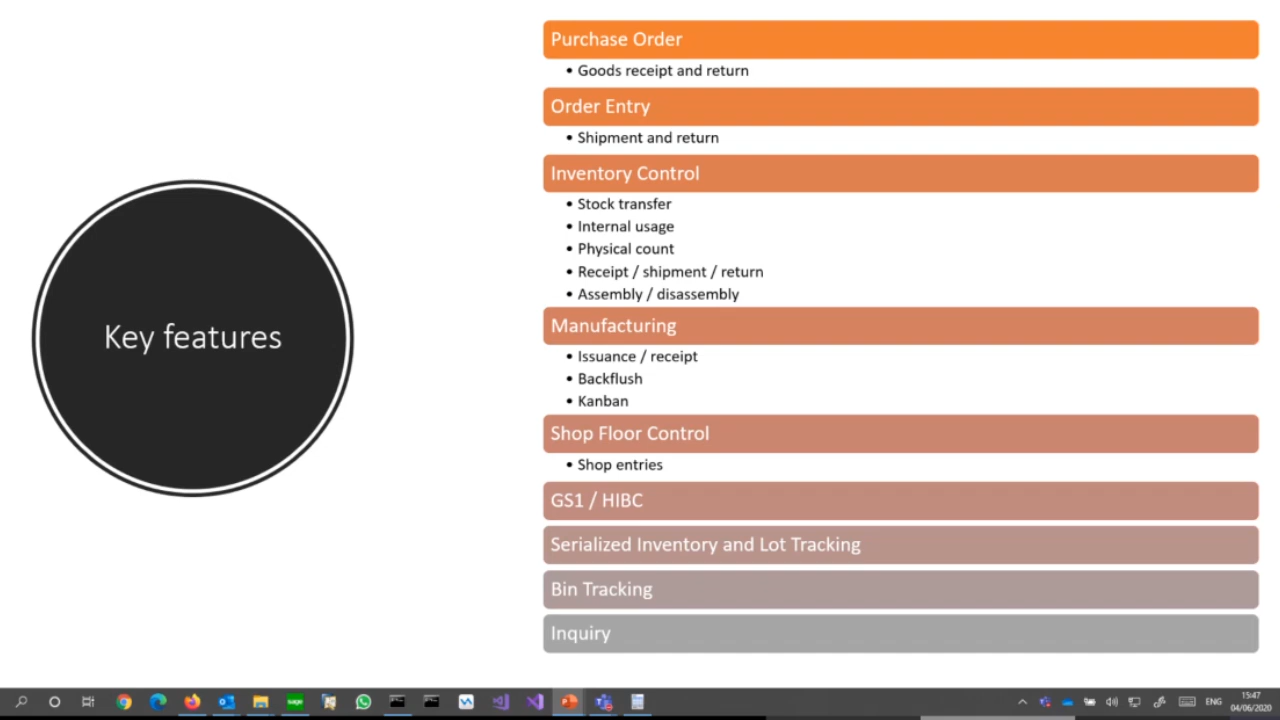 Key features
Purchase Order
• Goods receipt and return
Order Entry
• Shipment and return
Inventory Control
• Stock transfer
• Internal usage
• Physical count
• Receipt / shipment / return
• Assembly / disassembly
Manufacturing
• Issuance / receipt
• Backflush
• Kanban
Shop Floor Control
• Shop entries
GS1 / HIBC
Serialized Inventory and Lot Tracking
Bin Tracking
Inquiry
sage
ENG
15:47
04/06/2020